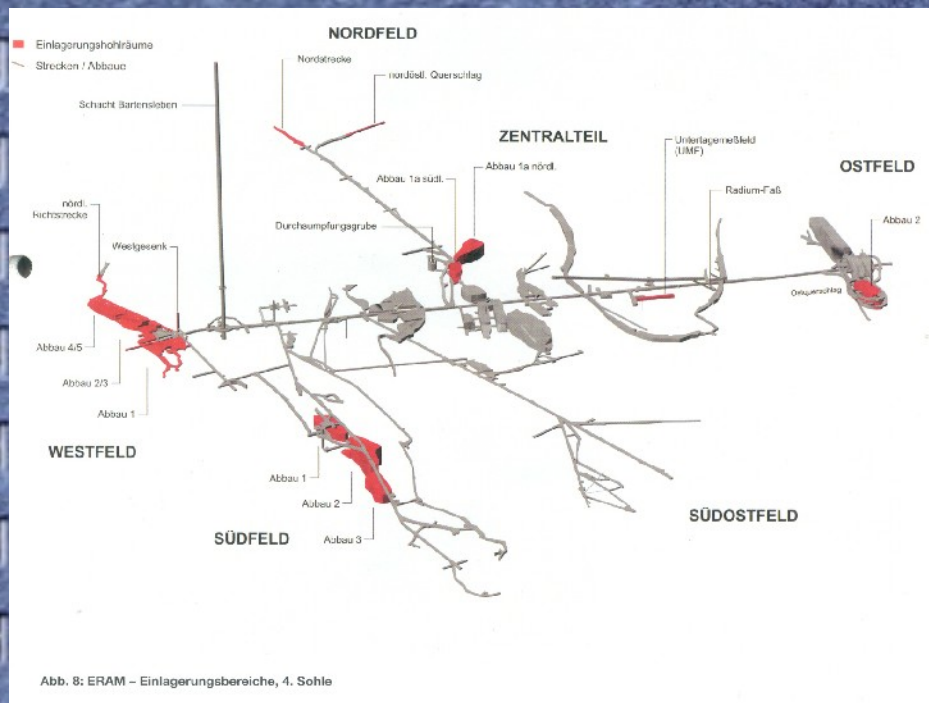 Einlagerungshohlräume
Strecken / Abbaue
NORDFELD
Nordstrecke
nordöstl. Querschlag
Schacht Bartensleben
ZENTRALTEIL
Untertagemeßfeld
(UMF)
OSTFELD
Abbau 1a südl.
Abbau 1a nördl.
Radium-Faß
Abbau 2
nördl.
Richtstrecke
Westgesenk
Durchsumpfungsgrube
Ostquerschlag
Abbau 4/5
Abbau 2/3
Abbau 1
WESTFELD
Abbau 1
Abbau 2
Abbau 3
SÜDFELD
SÜDOSTFELD
Abb. 8: ERAM – Einlagerungsbereiche, 4. Sohle